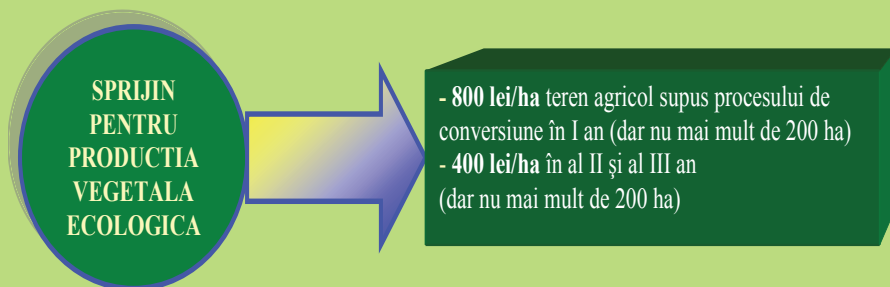 SPRIJIN
PENTRU
PRODUCTIA
VEGETALA
ECOLOGICA
- 800 lei/ha teren agricol supus procesului de
conversiune în I an (dar nu mai mult de 200 ha)
- 400 lei/ha în al II şi al III an
(dar nu mai mult de 200 ha)